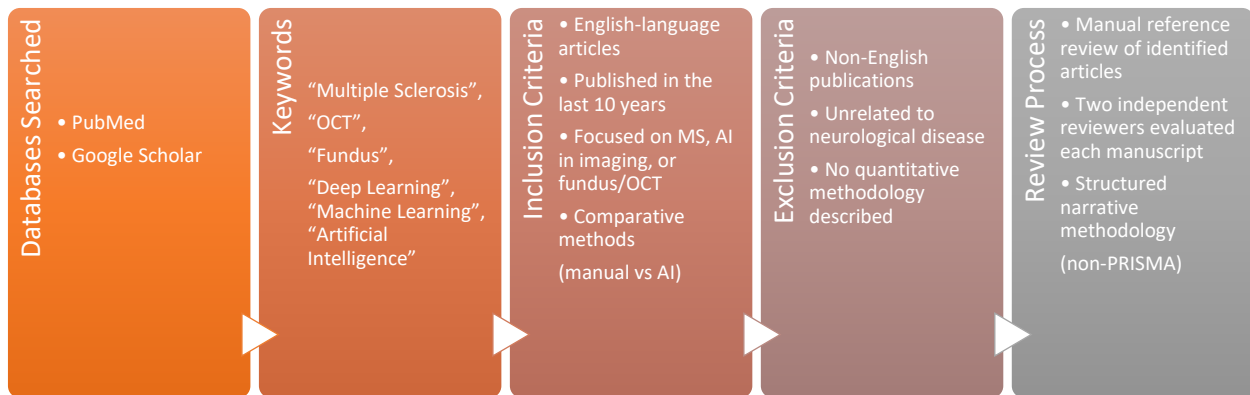 Databases Searched
• PubMed
• Google Scholar
Keywords
“Multiple Sclerosis”,
“OCT”,
“Fundus”,
“Deep Learning”,
“Machine Learning”,
“Artificial
Intelligence”
Inclusion Criteria
• English-language
articles
• Published in the
last 10 years
• Focused on MS, AI
in imaging, or
fundus/OCT
• Comparative
methods
(manual vs AI)
Exclusion Criteria
• Non-English
publications
• Unrelated to
neurological disease
• No quantitative
methodology
described
Review Process
• Manual reference
review of identified
articles
• Two independent
reviewers evaluated
each manuscript
• Structured
narrative
methodology
(non-PRISMA)